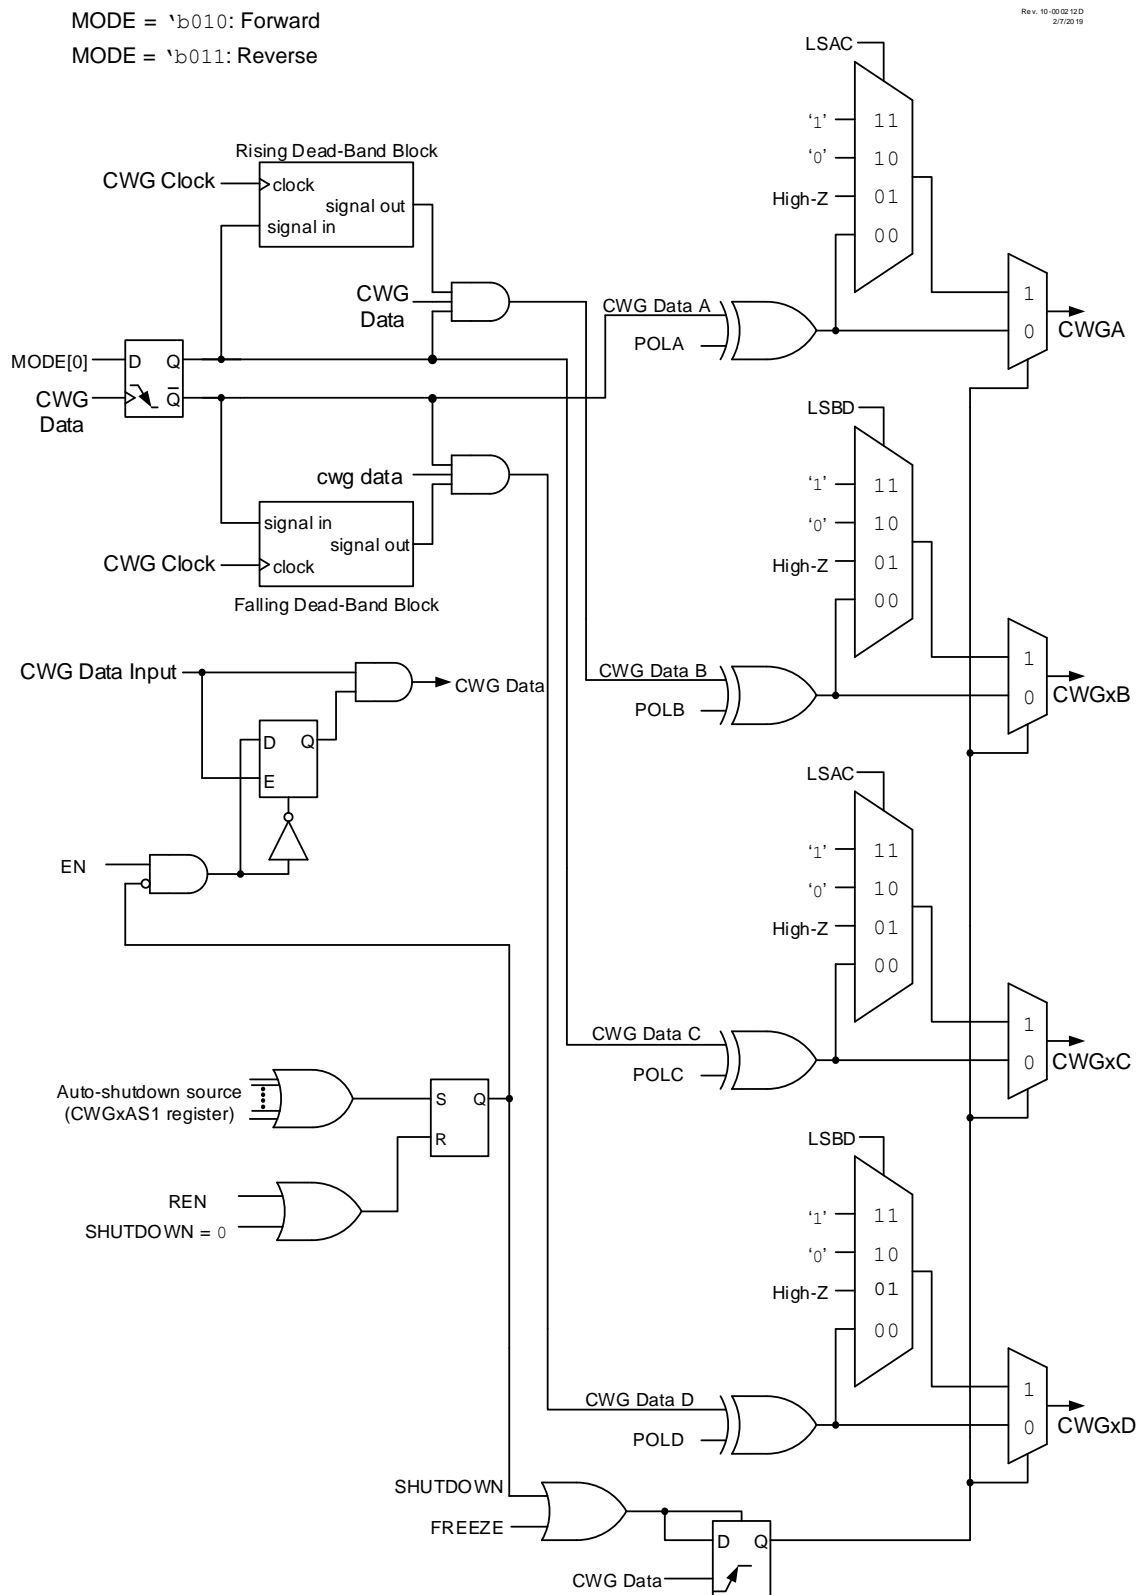 MODE = ‘b010: Forward
MODE = ‘b011: Reverse
Rev. 10-000212D
2/7/2019
LSAC
‘1’
11
‘0’
10
High-Z
01
00
1
0
CWGA
Rising Dead-Band Block
CWG Clock
clock
signal out
signal in
CWG
Data
CWG Data A
POLA
MODE[0]
D
Q
CWG
Data
Q
LSBD
‘1’
11
‘0’
10
High-Z
01
00
1
0
CWGxB
cwg data
signal in
signal out
CWG Clock
clock
Falling Dead-Band Block
CWG Data Input
CWG Data
CWG Data B
POLB
D
Q
E
EN
LSAC
‘1’
11
‘0’
10
High-Z
01
00
1
0
CWGxC
CWG Data C
POLC
Auto-shutdown source
(CWGxAS1 register)
S
Q
R
REN
SHUTDOWN = 0
LSBD
‘1’
11
‘0’
10
High-Z
01
00
1
0
CWGxD
CWG Data D
POLD
SHUTDOWN
FREEZE
D
Q
CWG Data